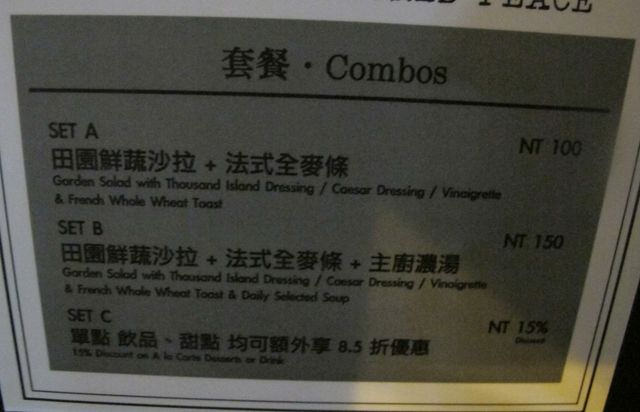 PLACE
套餐・Combos
SET A
NT 100
田園鮮蔬沙拉 + 法式全麥條
Garden Salad with Thousand Island Dressing / Caesar Dressing / Vinaigrette
& French Whole Wheat Toast
SET B
NT 150
田園鮮蔬沙拉 + 法式全麥條 + 主廚濃湯
Garden Salad with Thousand Island Dressing / Caesar Dressing / Vinaigrette
& French Whole Wheat Toast & Daily Selected Soup
SET C
NT 15%
Discount
單點 飲品、甜點 均可額外享 8.5 折優惠
15% Discount on A la Carte Desserts or Drink